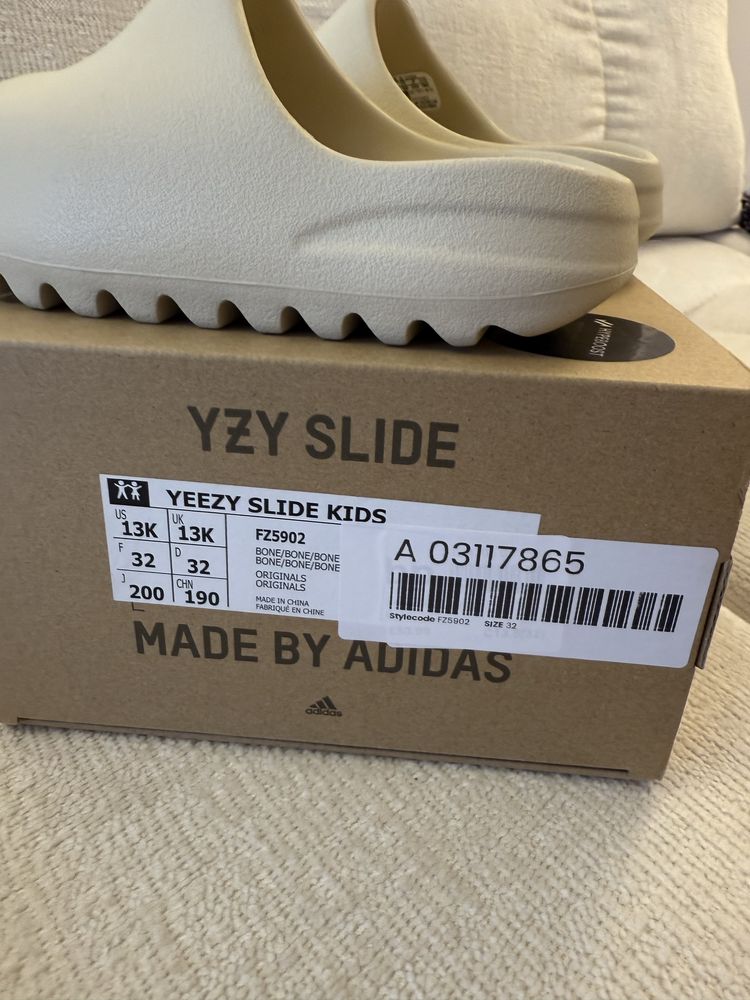 HYPEBOOST
YZY SLIDE
YEEZY SLIDE KIDS
US
13K
UK
13K
F
32
D
32
J
200
CHN
190
FZ5902
BONE/BONE/BONE
BONE/BONE/BONE
ORIGINALS
ORIGINALS
MADE IN CHINA
FABRIQUÉ EN CHINE
A 03117865
Stylecode FZ5902 SIZE 32
MADE BY ADIDAS
adidas